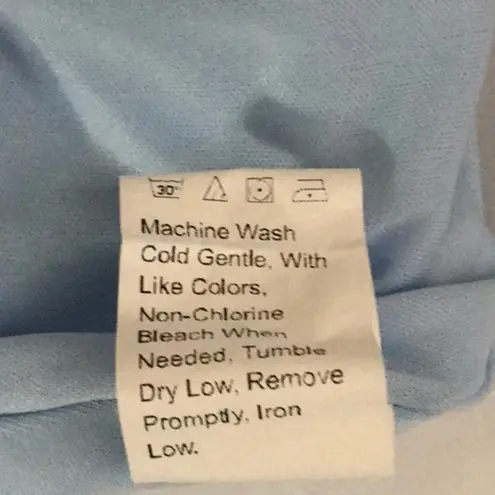 30°
Machine Wash
Cold Gentle, With
Like Colors,
Non-Chlorine
Bleach When
Needed, Tumble
Dry Low, Remove
Promptly, Iron
Low.